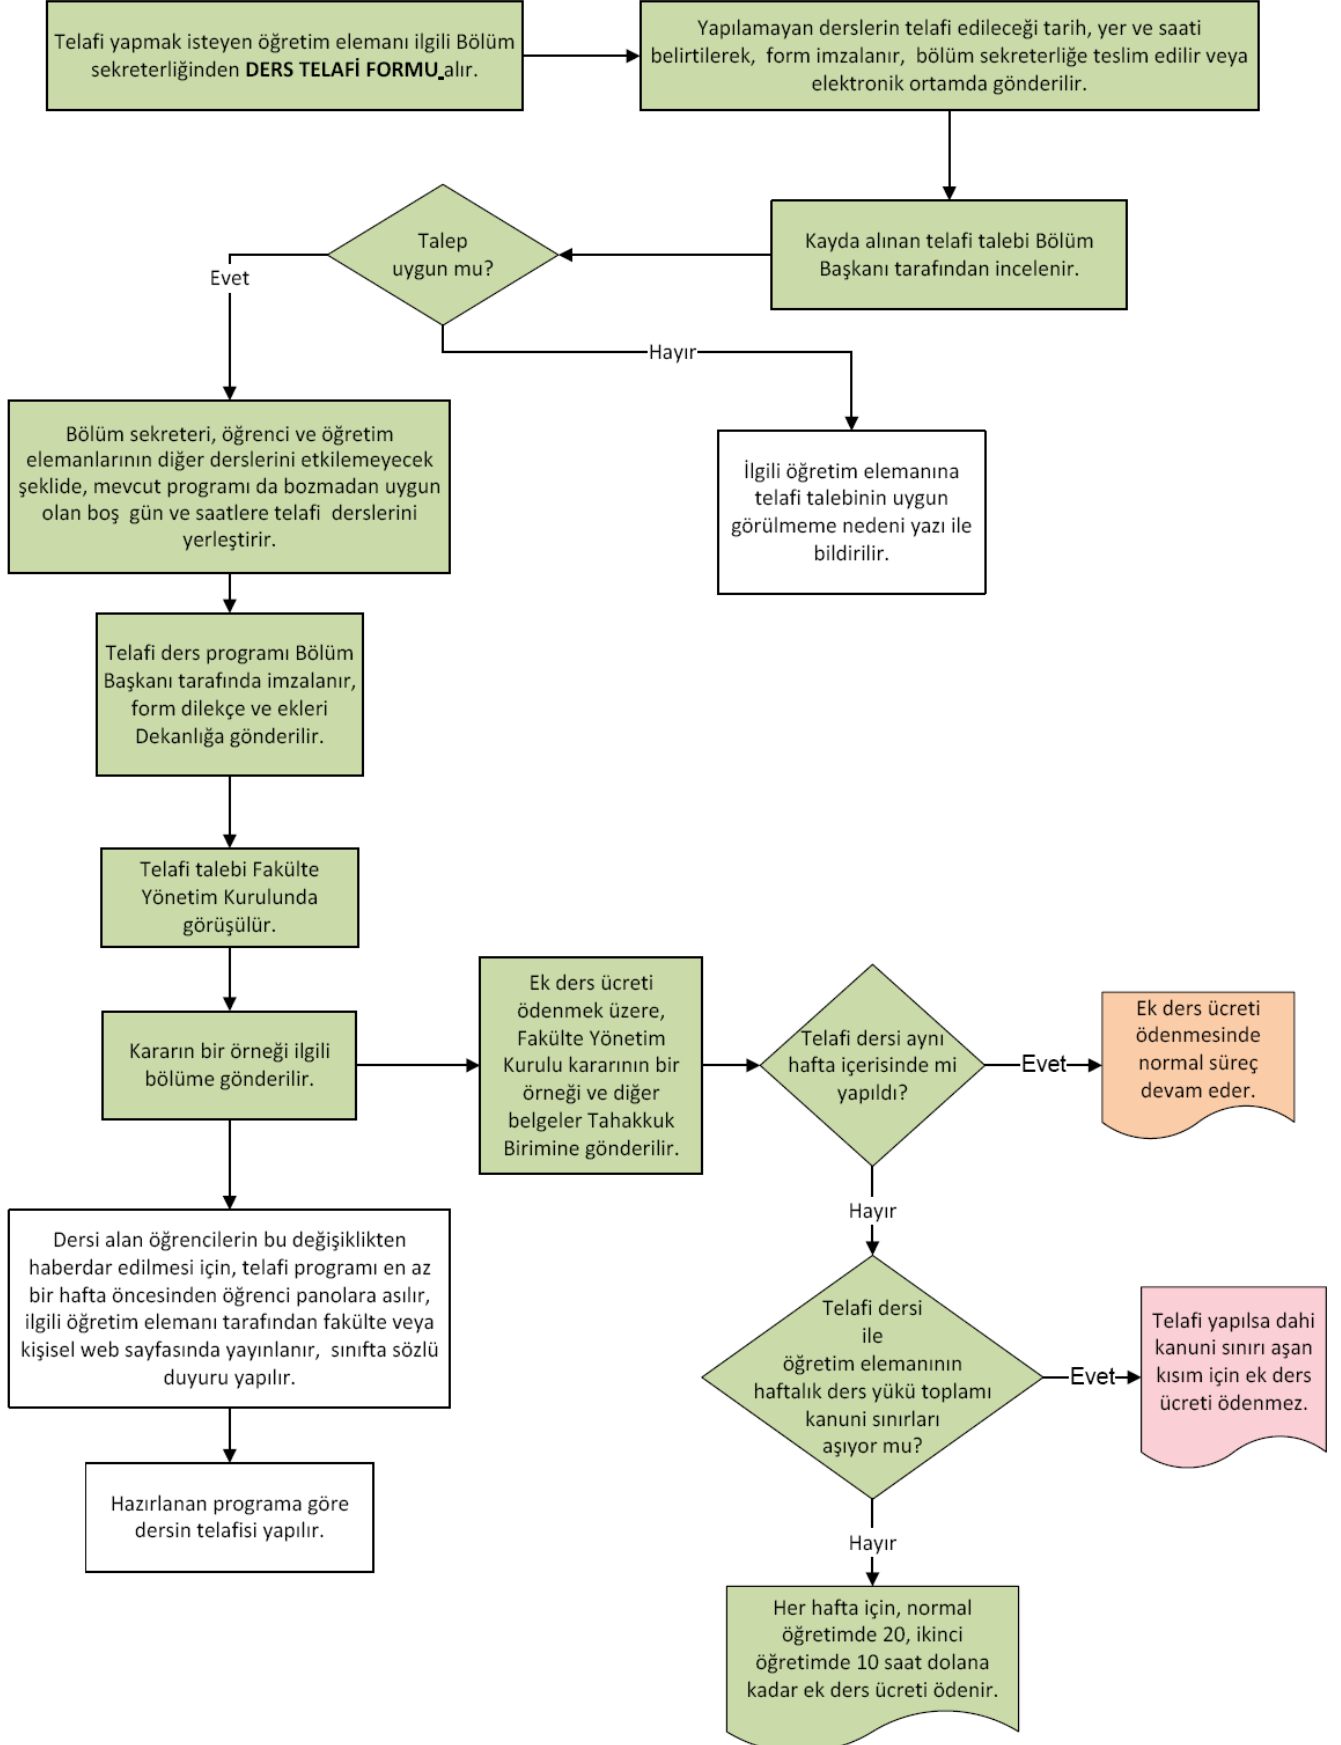 Telafi yapmak isteyen öğretim elemanı ilgili Bölüm
sekreterliğinden DERS TELAFİ FORMU alır.
Yapılamayan derslerin telafi edileceği tarih, yer ve saati
belirtilerek, form imzalanır, bölüm sekreterliğe teslim edilir veya
elektronik ortamda gönderilir.
Kayda alınan telafi talebi Bölüm
Başkanı tarafından incelenir.
Talep
uygun mu?
Evet
Hayır
İlgili öğretim elemanına
telafi talebinin uygun
görülmeme nedeni yazı ile
bildirilir.
Bölüm sekreteri, öğrenci ve öğretim
elemanlarının diğer derslerini etkilemeyecek
şeklide, mevcut programı da bozmadan uygun
olan boş gün ve saatlere telafi derslerini
yerleştirir.
Telafi ders programı Bölüm
Başkanı tarafında imzalanır,
form dilekçe ve ekleri
Dekanlığa gönderilir.
Telafi talebi Fakülte
Yönetim Kurulunda
görüşülür.
Kararın bir örneği ilgili
bölüme gönderilir.
Ek ders ücreti
ödenmek üzere,
Fakülte Yönetim
Kurulu kararının bir
örneği ve diğer
belgeler Tahakkuk
Birimine gönderilir.
Telafi dersi aynı
hafta içerisinde mi
yapıldı?
Evet
Ek ders ücreti
ödenmesinde
normal süreç
devam eder.
Hayır
Dersi alan öğrencilerin bu değişiklikten
haberdar edilmesi için, telafi programı en az
bir hafta öncesinden öğrenci panolara asılır,
ilgili öğretim elemanı tarafından fakülte veya
kişisel web sayfasında yayınlanır, sınıfta sözlü
duyuru yapılır.
Telafi dersi
ile
öğretim elemanının
haftalık ders yükü toplamı
kanuni sınırları
aşıyor mu?
Evet
Telafi yapılsa dahi
kanuni sınırı aşan
kısım için ek ders
ücreti ödenmez.
Hazırlanan programa göre
dersin telafisi yapılır.
Hayır
Her hafta için, normal
öğretimde 20, ikinci
öğretimde 10 saat dolana
kadar ek ders ücreti ödenir.